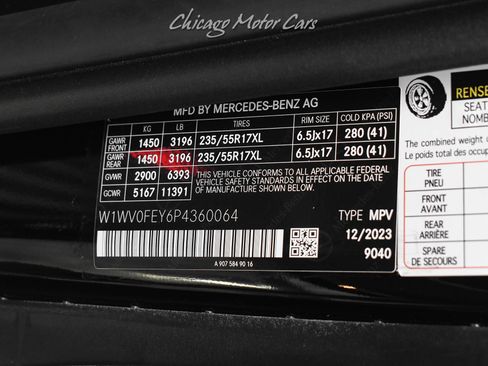 Chicago Motor Cars
MFD BY MERCEDES-BENZ AG
KG LB TIRES RIM SIZE COLD KPA (PSI)
GAWR FRONT 1450 3196 235/55R17XL 6.5Jx17 280 (41)
GAWR REAR 1450 3196 235/55R17XL 6.5Jx17 280 (41)
GVWR 2900 6393 THIS VEHICLE CONFORMS TO ALL APPLICABLE FEDERAL
VEHICLE SAFETY STANDARDS IN EFFECT ON THE DATE
GCWR 5167 11391 OF MANUFACTURE SHOWN BELOW.
W1WV0FEY6P4360064 TYPE MPV
12/2023
9040
A 907 584 90 16
RENSE
SEAT
NOMB
The combined weight
Le poids total des occup
TIRE
PNEU
FRONT
AVANT
REAR
ARRIÈRE
SPARE
DE SECOURS